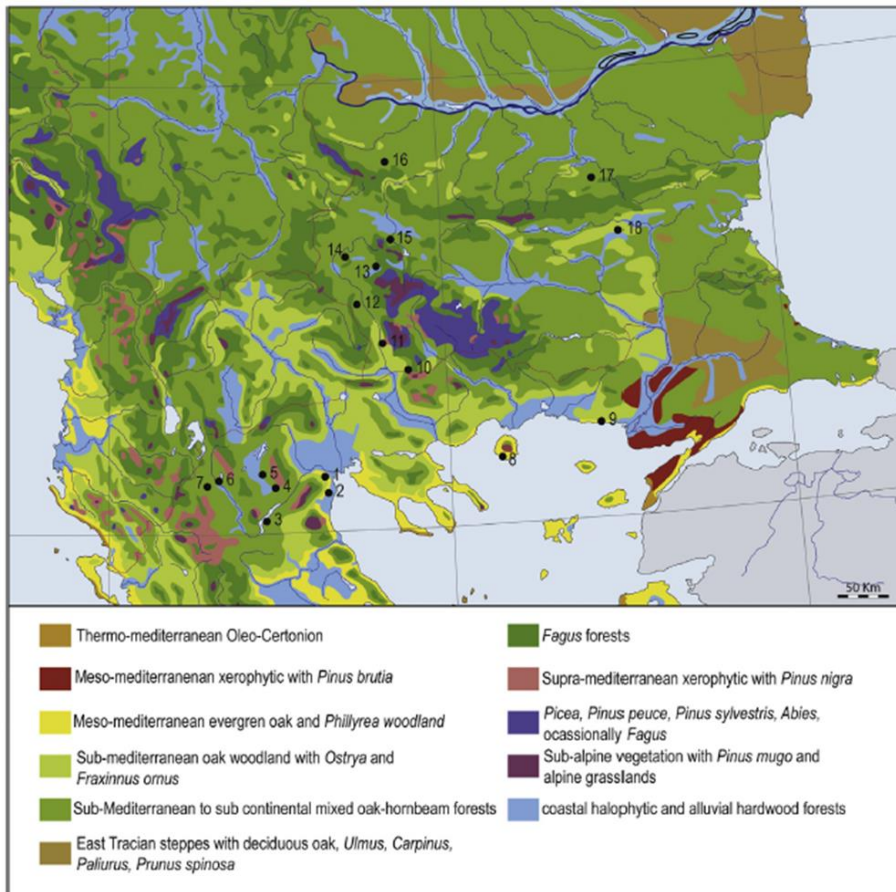 16
17
18
15
14
13
12
11
10
9
8
7 6 5 4 1
2
3
50 Km
Thermo-mediterranean Oleo-Certonion
Fagus forests
Meso-mediterranenan xerophytic with Pinus brutia
Supra-mediterranean xerophytic with Pinus nigra
Meso-mediterranean evergren oak and Phillyrea woodland
Picea, Pinus peuce, Pinus sylvestris, Abies,
ocassionally Fagus
Sub-mediterranean oak woodland with Ostrya and
Fraxinnus ornus
Sub-alpine vegetation with Pinus mugo and
alpine grasslands
Sub-Mediterranean to sub continental mixed oak-hornbeam forests
coastal halophytic and alluvial hardwood forests
East Tracian steppes with deciduous oak, Ulmus, Carpinus,
Paliurus, Prunus spinosa